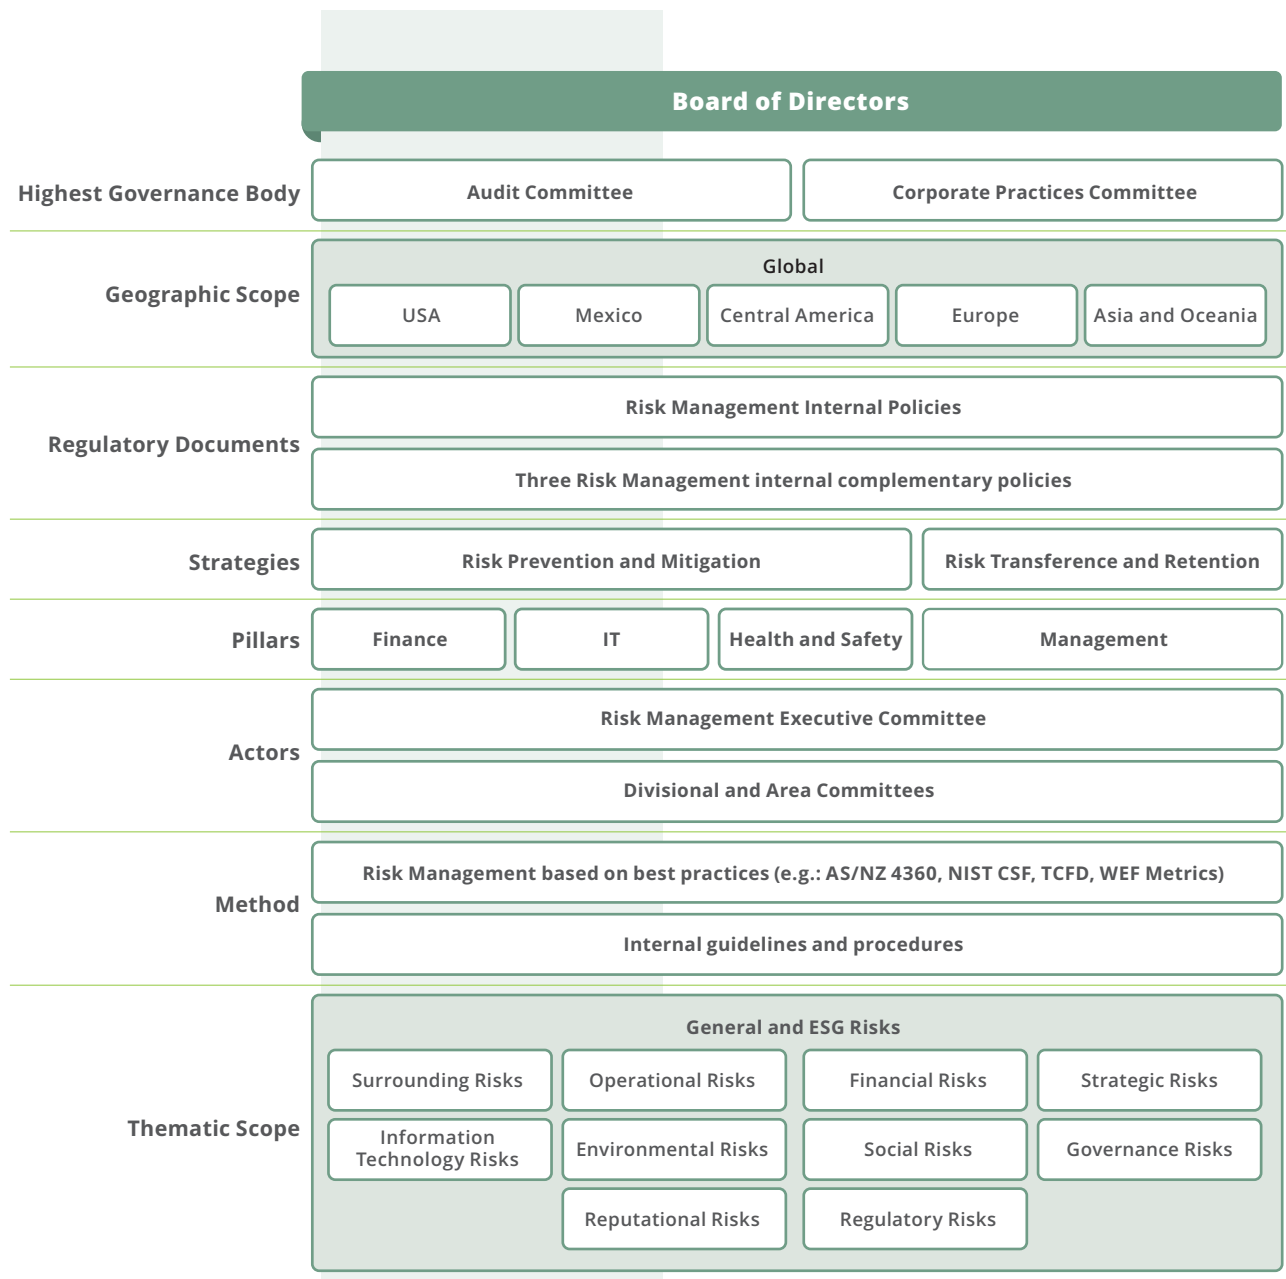 Board of Directors
Highest Governance Body
Audit Committee
Corporate Practices Committee
Geographic Scope
Global
USA
Mexico
Central America
Europe
Asia and Oceania
Regulatory Documents
Risk Management Internal Policies
Three Risk Management internal complementary policies
Strategies
Risk Prevention and Mitigation
Risk Transference and Retention
Pillars
Finance
IT
Health and Safety
Management
Actors
Risk Management Executive Committee
Divisional and Area Committees
Method
Risk Management based on best practices (e.g.: AS/NZ 4360, NIST CSF, TCFD, WEF Metrics)
Internal guidelines and procedures
Thematic Scope
General and ESG Risks
Surrounding Risks
Operational Risks
Financial Risks
Strategic Risks
Information
Technology Risks
Environmental Risks
Social Risks
Governance Risks
Reputational Risks
Regulatory Risks